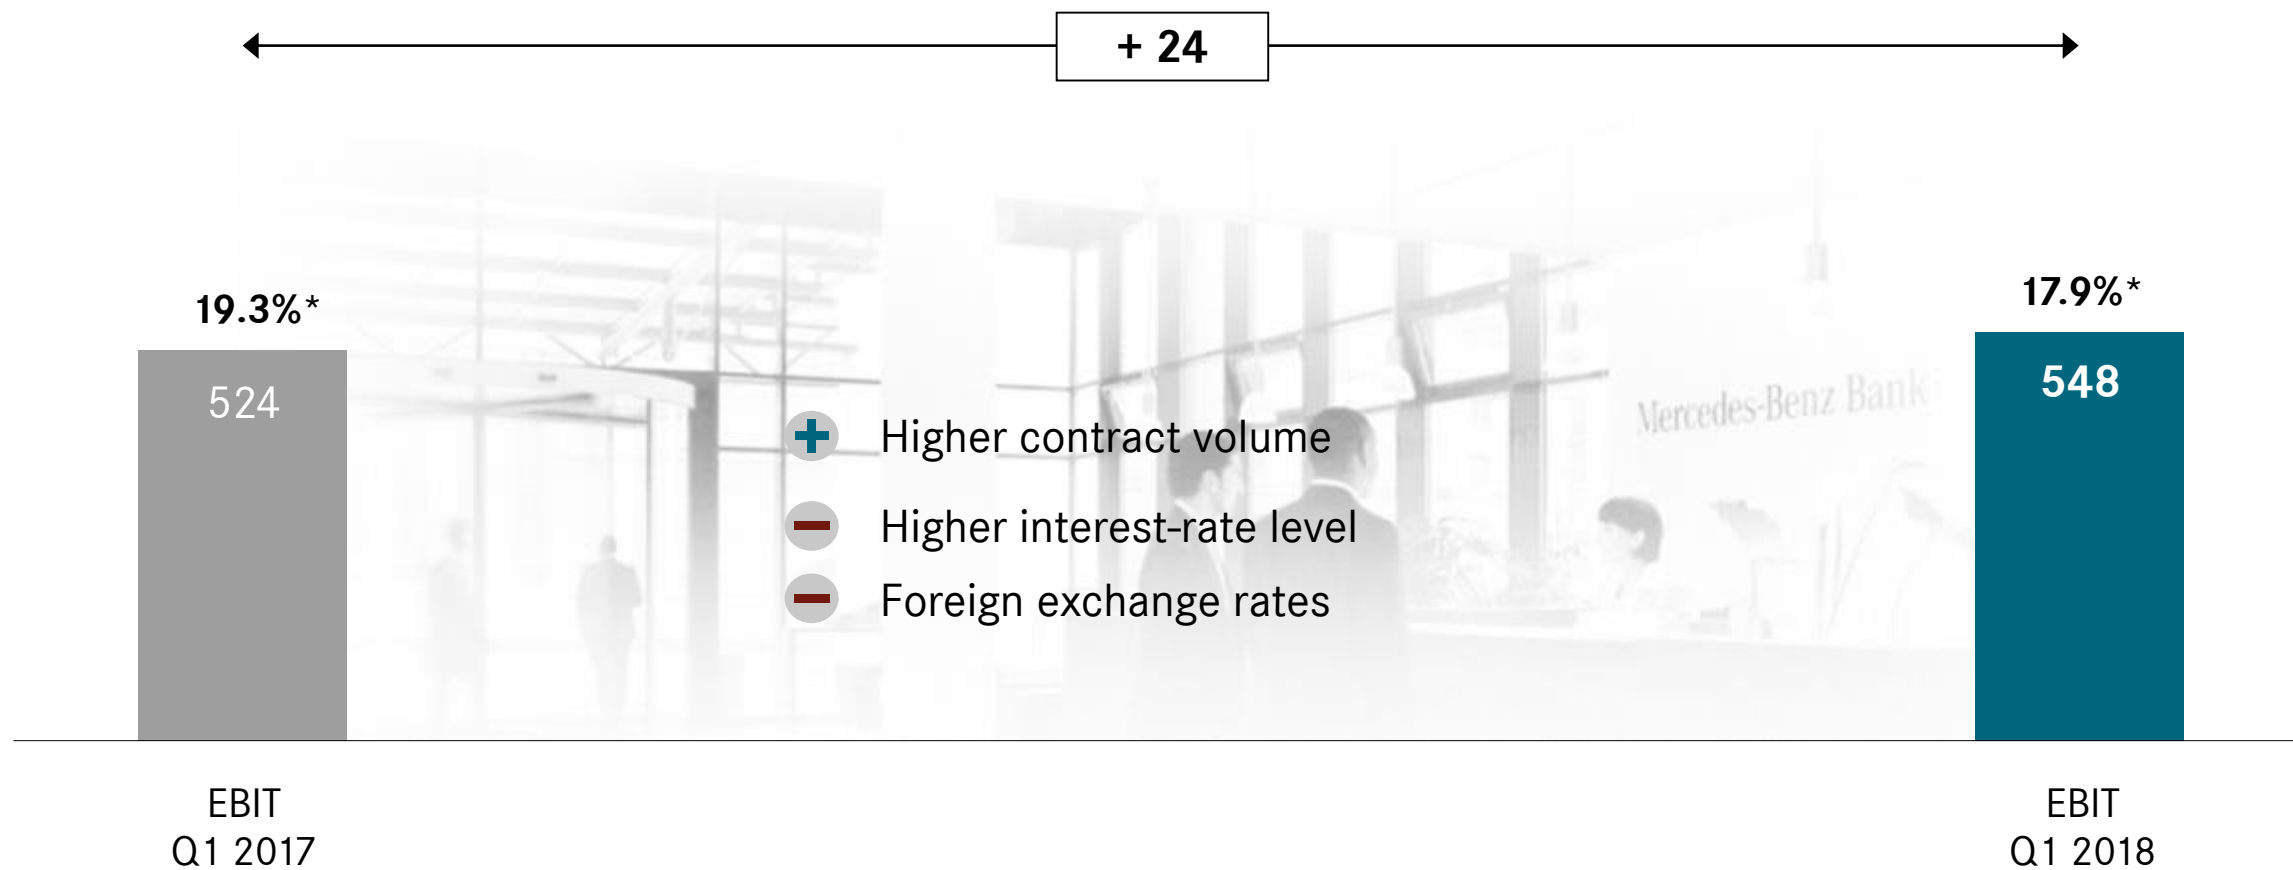 + 24
19.3%*
17.9%*
524
548
Mercedes-Benz Bank
Higher contract volume
Higher interest-rate level
Foreign exchange rates
EBIT
Q1 2017
EBIT
Q1 2018